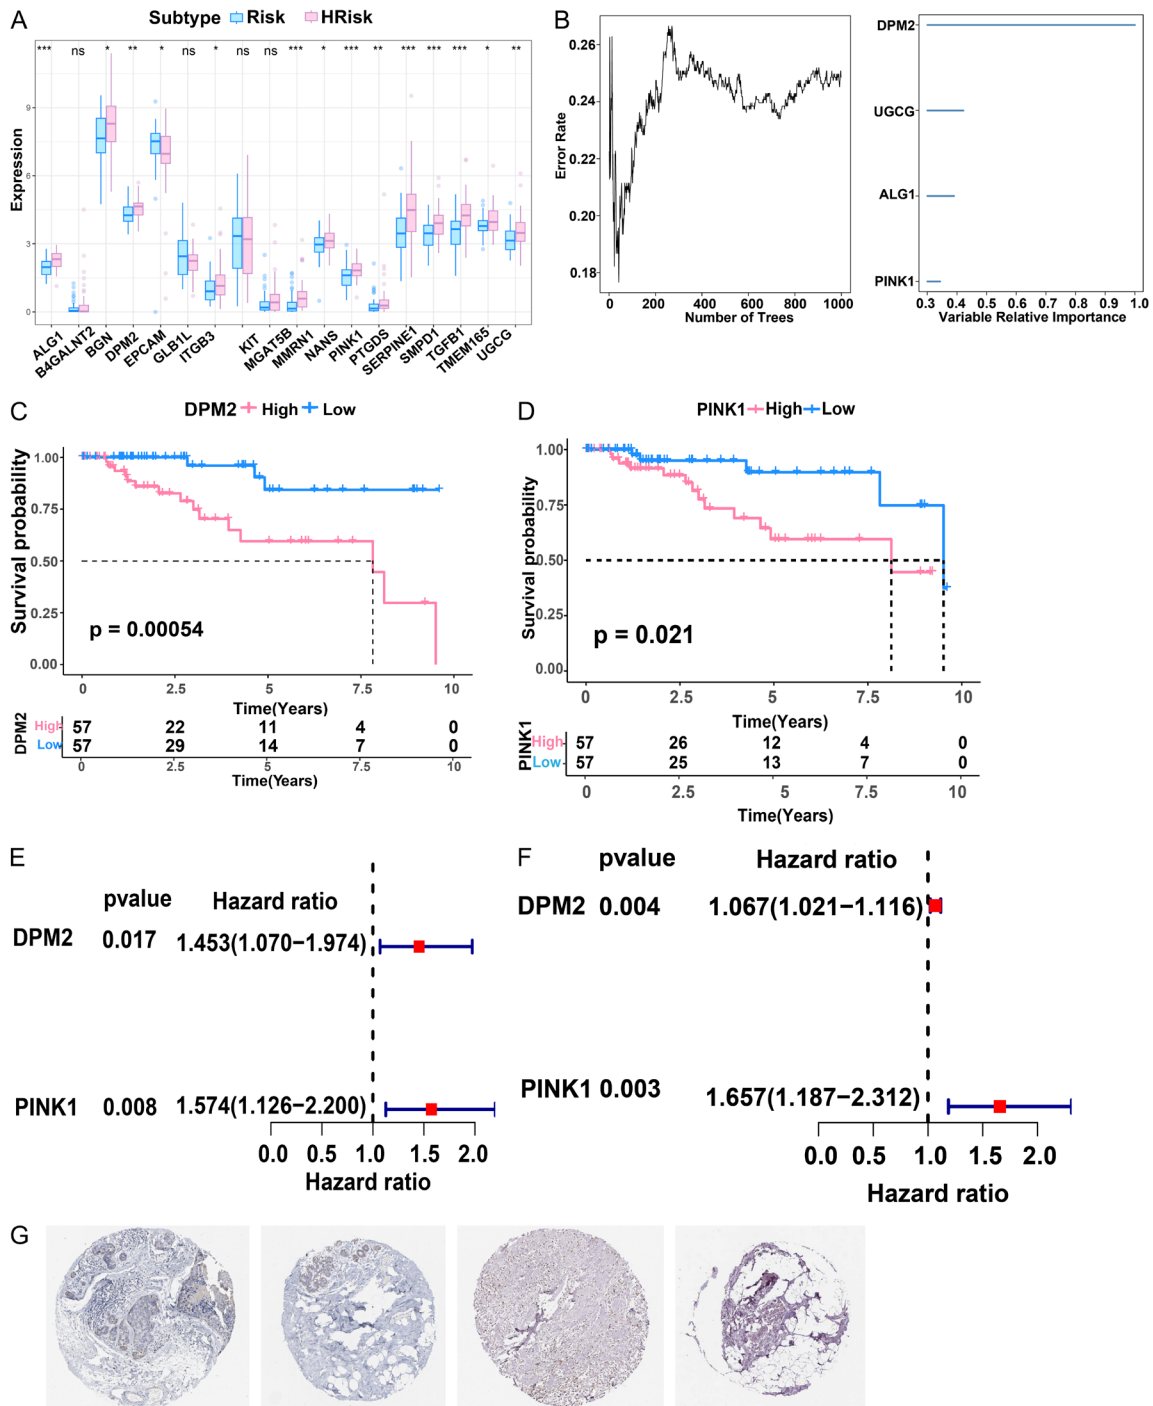 A
Subtype Risk HRisk
*** ns * ** * ns * ns ns *** * *** ** *** *** *** * **
Expression
9
6
3
0
ALG1
B4GALNT2
BGN
DPM2
EPCAM
GLB1L
ITGB3
KIT
MGAT5B
MMRN1
NANS
PINK1
PTGDS
SERPINE1
SMPD1
TGFB1
TMEM165
UGCG
B
Error Rate
0.26
0.24
0.22
0.20
0.18
0 200 400 600 800 1000
Number of Trees
DPM2
UGCG
ALG1
PINK1
0.3 0.4 0.5 0.6 0.7 0.8 0.9 1.0
Variable Relative Importance
C
DPM2 High Low
Survival probability
1.00
0.75
0.50
0.25
0.00
p = 0.00054
0 2.5 5 7.5 10
Time(Years)
DPM2
High 57 22 11 4 0
Low 57 29 14 7 0
0 2.5 5 7.5 10
Time(Years)
D
PINK1 High Low
Survival probability
1.00
0.75
0.50
0.25
0.00
p = 0.021
0 2.5 5 7.5 10
Time(Years)
PINK1
High 57 26 12 4 0
Low 57 25 13 7 0
0 2.5 5 7.5 10
Time(Years)
E
pvalue Hazard ratio
DPM2 0.017 1.453(1.070−1.974)
PINK1 0.008 1.574(1.126−2.200)
0.0 0.5 1.0 1.5 2.0
Hazard ratio
F
pvalue Hazard ratio
DPM2 0.004 1.067(1.021−1.116)
PINK1 0.003 1.657(1.187−2.312)
0.0 0.5 1.0 1.5 2.0
Hazard ratio
G